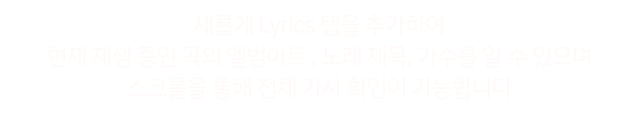 새롭게 Lyrics 탭을 추가하여
현재 재생 중인 곡의 앨범아트, 노래 제목, 가수를 알 수 있으며
스크롤을 통해 전체 가사 확인이 가능합니다